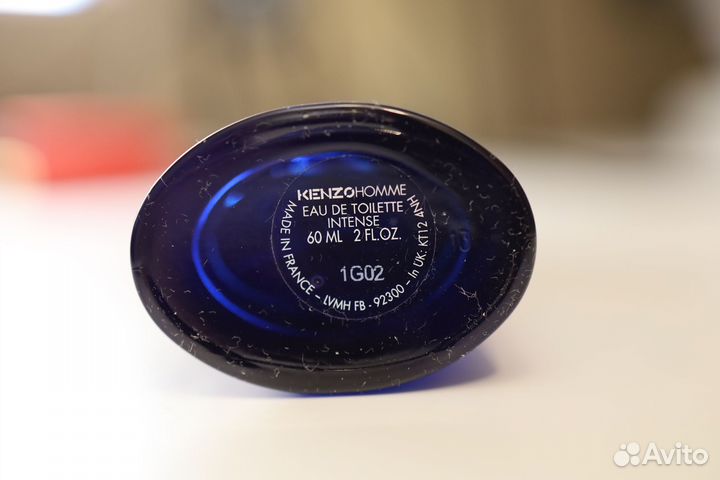 KENZOHOMME
EAU DE TOILETTE
INTENSE
60 ML 2 FL.OZ.
1G02
MADE IN FRANCE – LVMH FB - 92300 – In UK: KT12 4NH
Avito